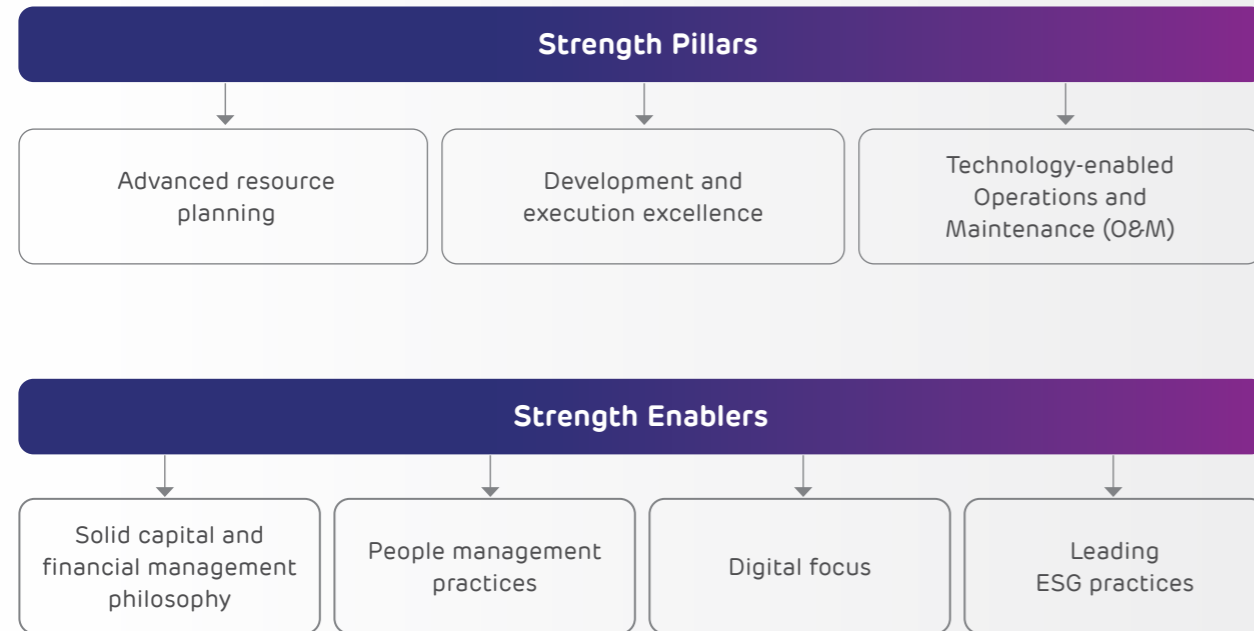 Strength Pillars
Advanced resource
planning
Development and
execution excellence
Technology-enabled
Operations and
Maintenance (O&M)
Strength Enablers
Solid capital and
financial management
philosophy
People management
practices
Digital focus
Leading
ESG practices